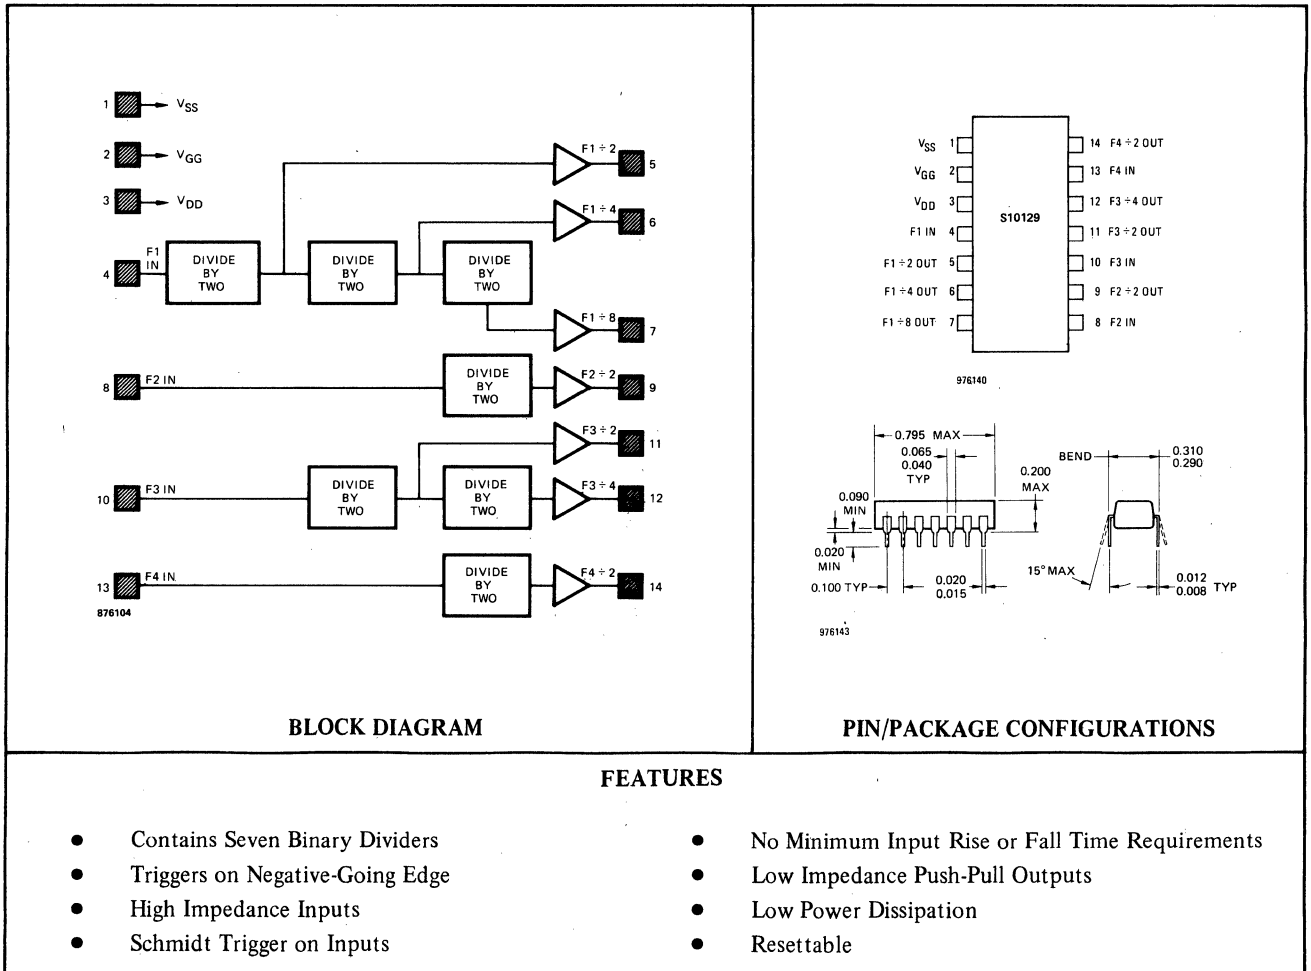 1 VSS
2 VGG
3 VDD
4 F1 IN
DIVIDE BY TWO
DIVIDE BY TWO
DIVIDE BY TWO
F1÷2 5
F1÷4 6
F1÷8 7
8 F2 IN
DIVIDE BY TWO
F2÷2 9
F3÷2 11
10 F3 IN
DIVIDE BY TWO
DIVIDE BY TWO
F3÷4 12
13 F4 IN
DIVIDE BY TWO
F4÷2 14
876104
BLOCK DIAGRAM
VSS 1
VGG 2
VDD 3
F1 IN 4
F1÷2 OUT 5
F1÷4 OUT 6
F1÷8 OUT 7
S10129
14 F4÷2 OUT
13 F4 IN
12 F3÷4 OUT
11 F3÷2 OUT
10 F3 IN
9 F2÷2 OUT
8 F2 IN
976140
0.795 MAX
0.065
0.040
TYP
0.200
MAX
0.090
MIN
0.020
MIN
0.100 TYP
0.020
0.015
BEND
0.310
0.290
15° MAX
0.012
0.008 TYP
976143
PIN/PACKAGE CONFIGURATIONS
FEATURES
● Contains Seven Binary Dividers
● Triggers on Negative-Going Edge
● High Impedance Inputs
● Schmidt Trigger on Inputs
● No Minimum Input Rise or Fall Time Requirements
● Low Impedance Push-Pull Outputs
● Low Power Dissipation
● Resettable